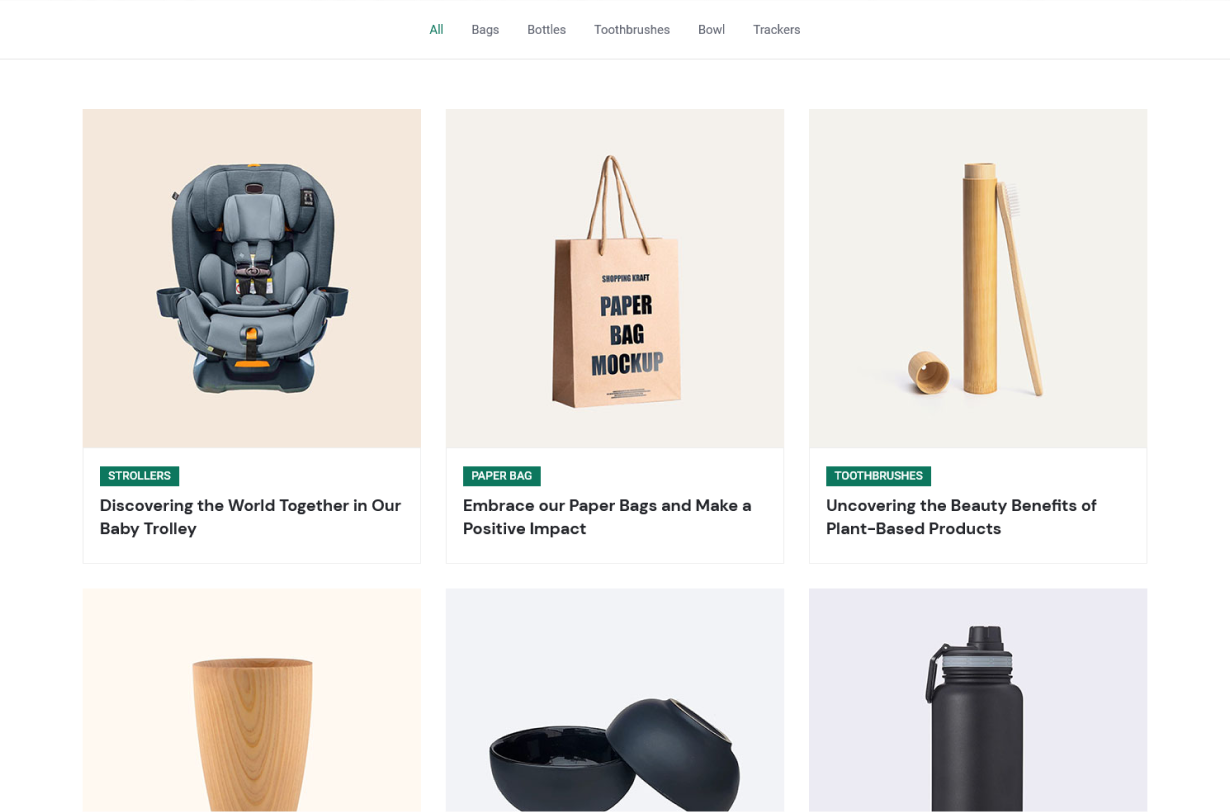 All Bags Bottles Toothbrushes Bowl Trackers
SHOPPING KRAFT
PAPER
BAG
MOCKUP
STROLLERS
Discovering the World Together in Our
Baby Trolley
PAPER BAG
Embrace our Paper Bags and Make a
Positive Impact
TOOTHBRUSHES
Uncovering the Beauty Benefits of
Plant-Based Products